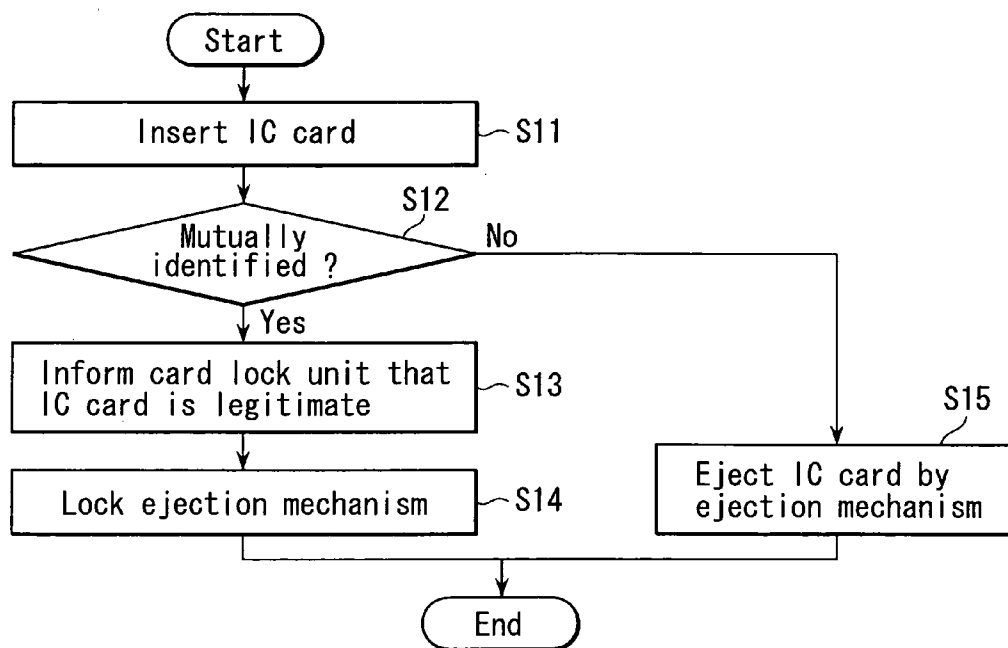 Start
Insert IC card
S11
S12
Mutually
identified ?
No
Yes
Inform card lock unit that
IC card is legitimate
S13
S15
Lock ejection mechanism
S14
Eject IC card by
ejection mechanism
End